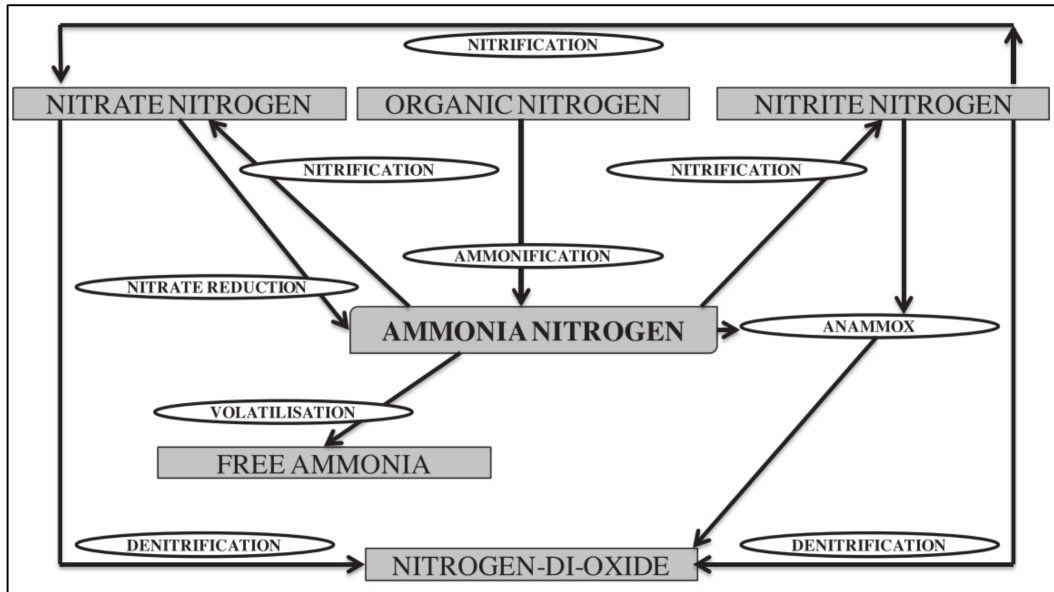 NITRIFICATION
NITRATE NITROGEN
ORGANIC NITROGEN
NITRITE NITROGEN
NITRIFICATION
NITRIFICATION
AMMONIFICATION
NITRATE REDUCTION
AMMONIA NITROGEN
ANAMMOX
VOLATILISATION
FREE AMMONIA
DENITRIFICATION
DENITRIFICATION
NITROGEN-DI-OXIDE